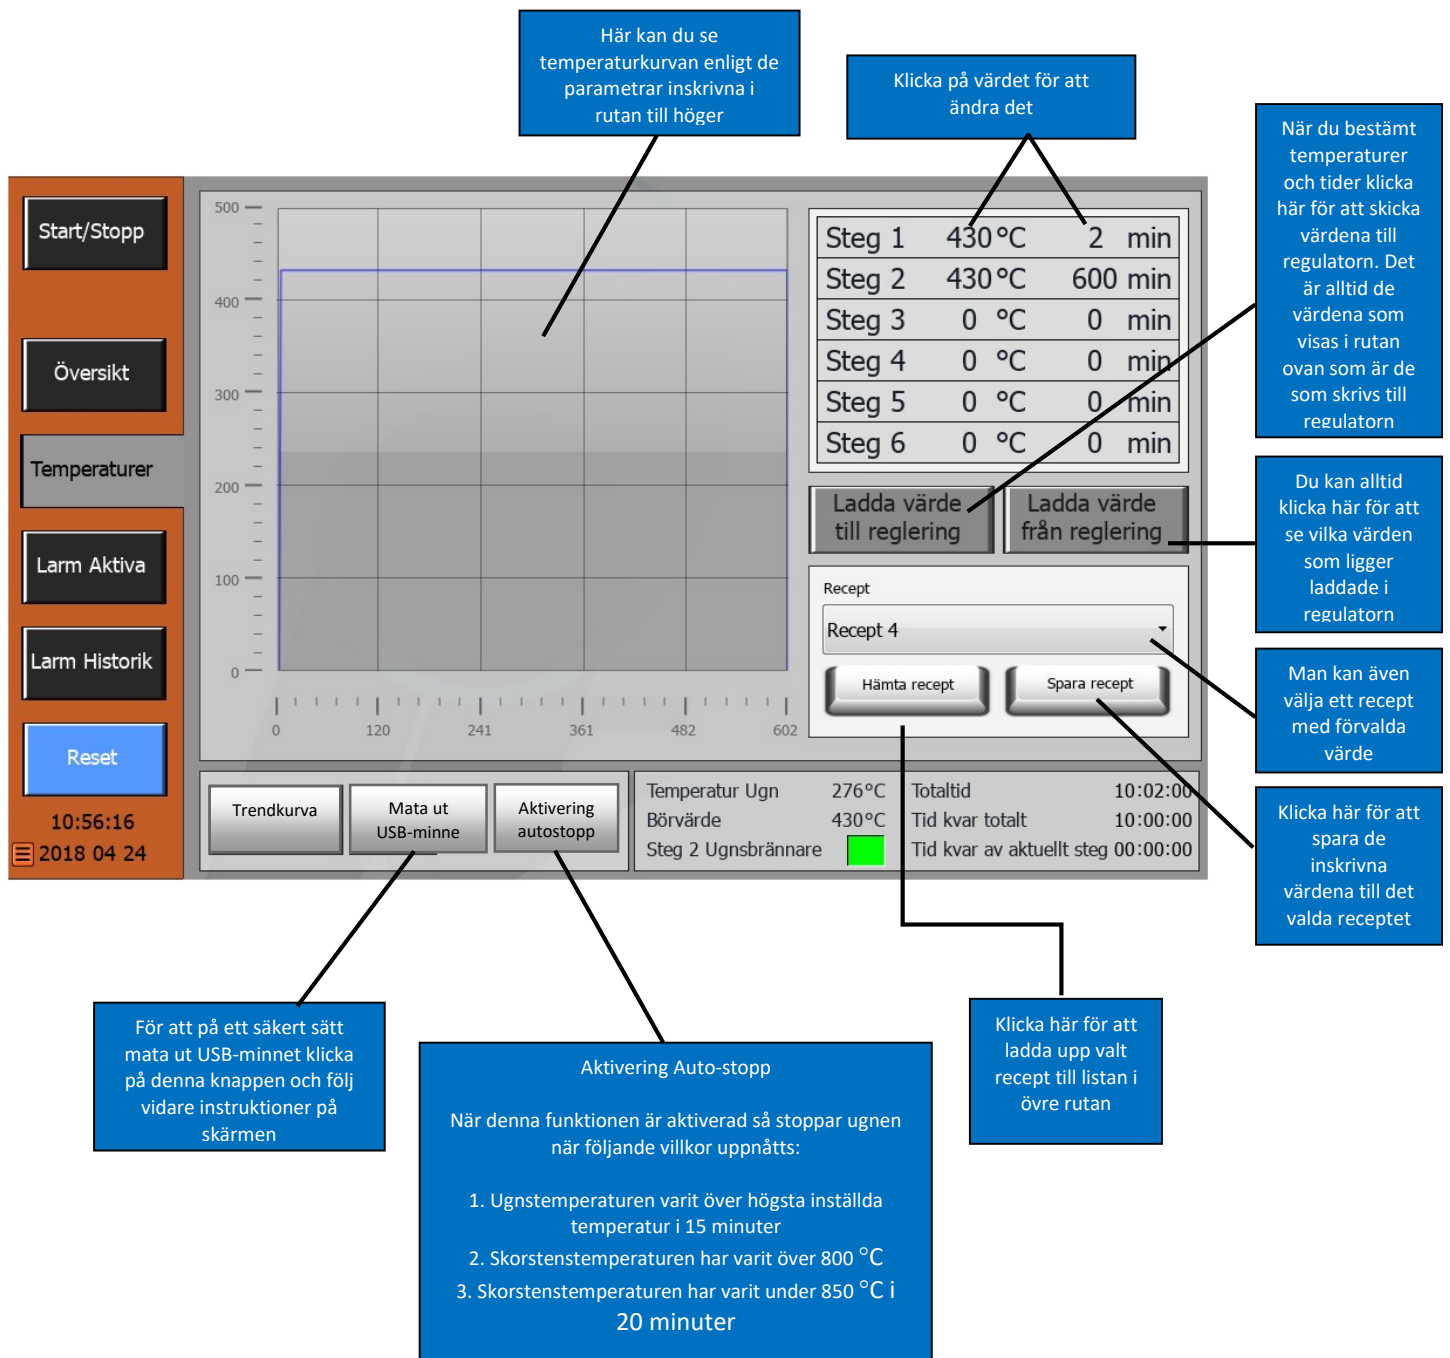 Här kan du se
temperaturkurvan enligt de
parametrar inskrivna i
rutan till höger
Klicka på värdet för att
ändra det
När du bestämt
temperaturer
och tider klicka
här för att skicka
värdena till
regulatorn. Det
är alltid de
värdena som
visas i rutan
ovan som är de
som skrivs till
regulatorn
Start/Stopp
Översikt
Temperaturer
Larm Aktiva
Larm Historik
Reset
10:56:16
2018 04 24
500
400
300
200
100
0
0 120 241 361 482 602
Steg 1 430 °C 2 min
Steg 2 430 °C 600 min
Steg 3 0 °C 0 min
Steg 4 0 °C 0 min
Steg 5 0 °C 0 min
Steg 6 0 °C 0 min
Ladda värde
till reglering
Ladda värde
från reglering
Recept
Recept 4
Hämta recept
Spara recept
Du kan alltid
klicka här för att
se vilka värden
som ligger
laddade i
regulatorn
Man kan även
välja ett recept
med förvalda
värde
Klicka här för att
spara de
inskrivna
värdena till det
valda receptet
Trendkurva
Mata ut
USB-minne
Aktivering
autostopp
Temperatur Ugn 276°C
Börvärde 430°C
Steg 2 Ugnsbrännare
Totaltid 10:02:00
Tid kvar totalt 10:00:00
Tid kvar av aktuellt steg 00:00:00
För att på ett säkert sätt
mata ut USB-minnet klicka
på denna knappen och följ
vidare instruktioner på
skärmen
Aktivering Auto-stopp
När denna funktionen är aktiverad så stoppar ugnen
när följande villkor uppnåtts:
1. Ugnstemperaturen varit över högsta inställda
temperatur i 15 minuter
2. Skorstenstemperaturen har varit över 800 °C
3. Skorstenstemperaturen har varit under 850 °C i
20 minuter
Klicka här för att
ladda upp valt
recept till listan i
övre rutan